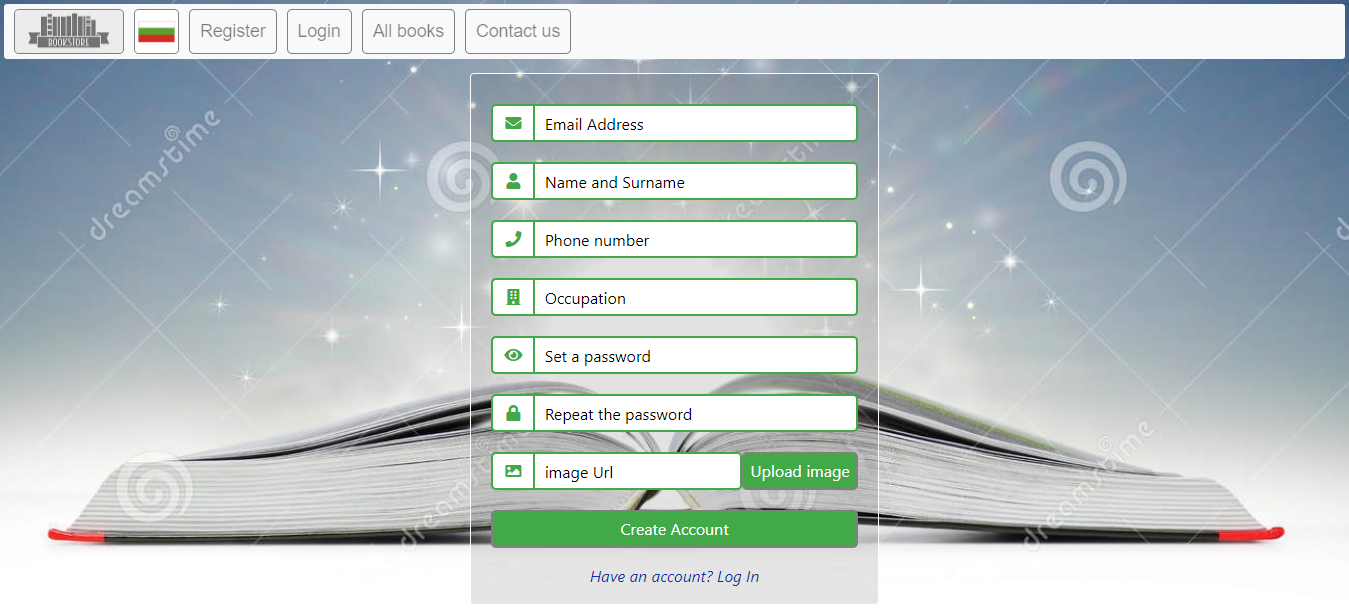 BOOKSTORE
Register
Login
All books
Contact us
dreamstime
Email Address
Name and Surname
Phone number
Occupation
Set a password
Repeat the password
image Url
Upload image
dreamstime
dreamstime
Create Account
Have an account? Log In